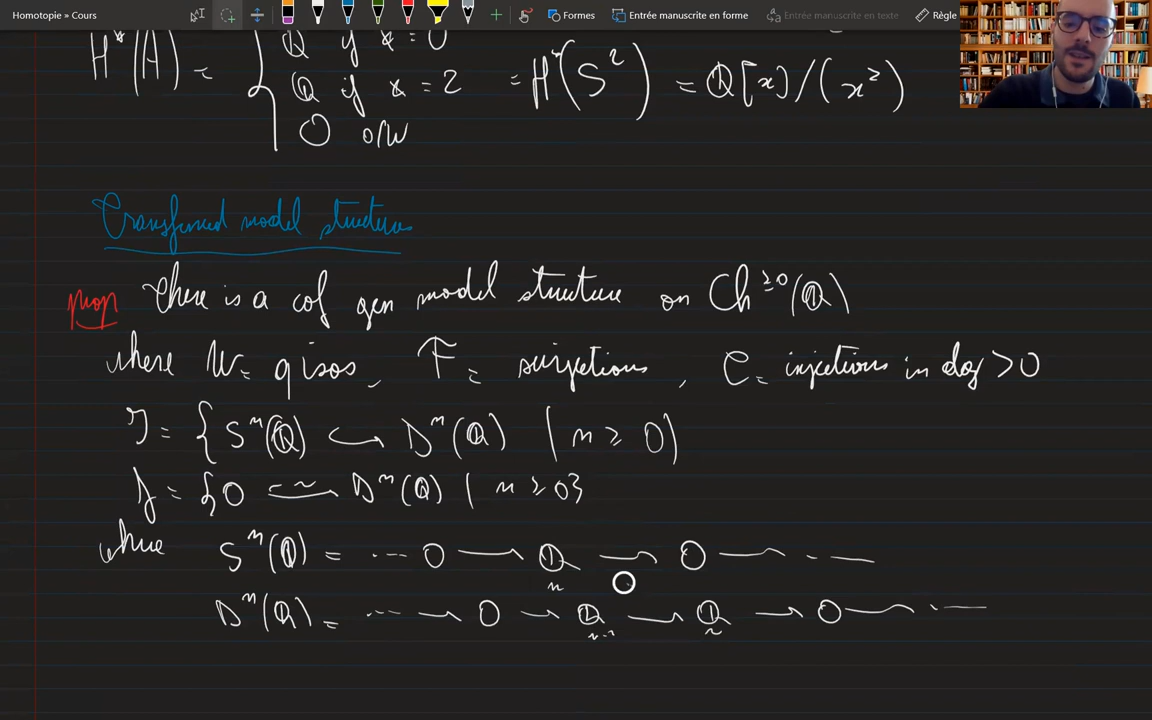 Homotopie » Cours
Formes
Entrée manuscrite en forme
Entrée manuscrite en texte
Règle
H*(A) = { Q if * = 0
Q if * = 2 = H*(S²) = Q[x]/(x²)
0 o/w
Transferred model structures
Prop There is a cof gen model structure on Ch^{≥0}(Q)
where W = qisos, F = surjections, C = injections in deg > 0
I = { Sⁿ(Q) ↪ Dⁿ(Q) | n ≥ 0 }
J = { 0 ↪~ Dⁿ(Q) | n ≥ 0 }
where Sⁿ(Q) = ... 0 → Q → 0 → ...
n
Dⁿ(Q) = ... → 0 → Q → Q → 0 → ...
n-1 n